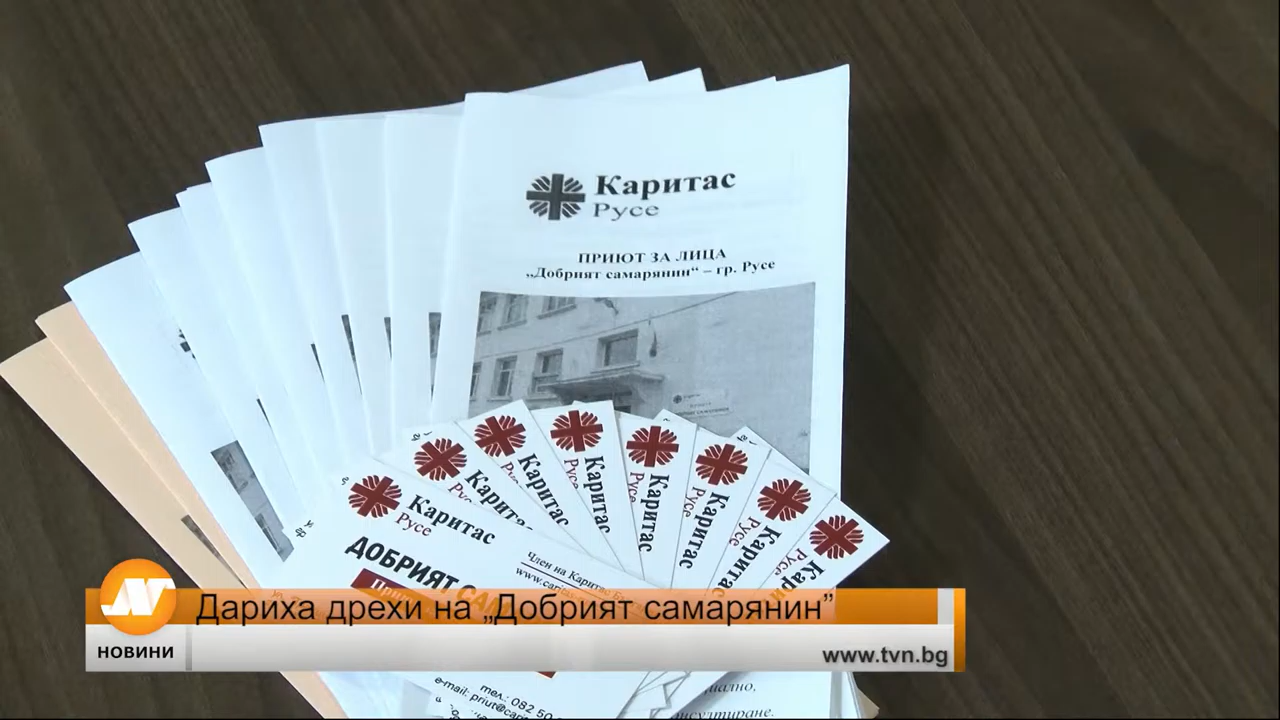 Каритас
Русе
ПРИЮТ ЗА ЛИЦА
„Добрият самарянин“ – гр. Русе
Каритас
Русе
Каритас
Русе
Каритас
Русе
Каритас
Русе
Каритас
Русе
Каритас
Русе
Каритас
Русе
Каритас
Русе
ДОБРИЯТ
Член на Каритас
Дариха дрехи на „Добрият самарянин”
НОВИНИ
www.tvn.bg
тел.: 082 50
e-mail: